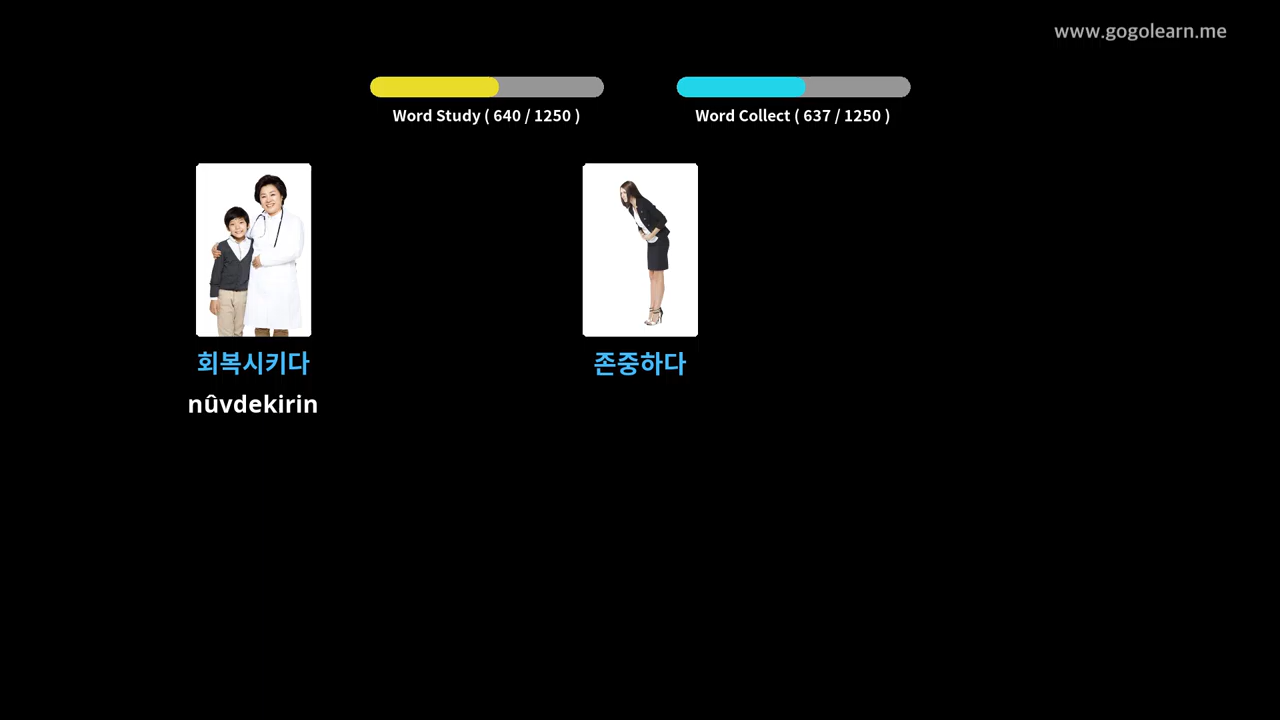 www.gogolearn.me
Word Study ( 640 / 1250 )
Word Collect ( 637 / 1250 )
회복시키다
존중하다
nûvdekirin